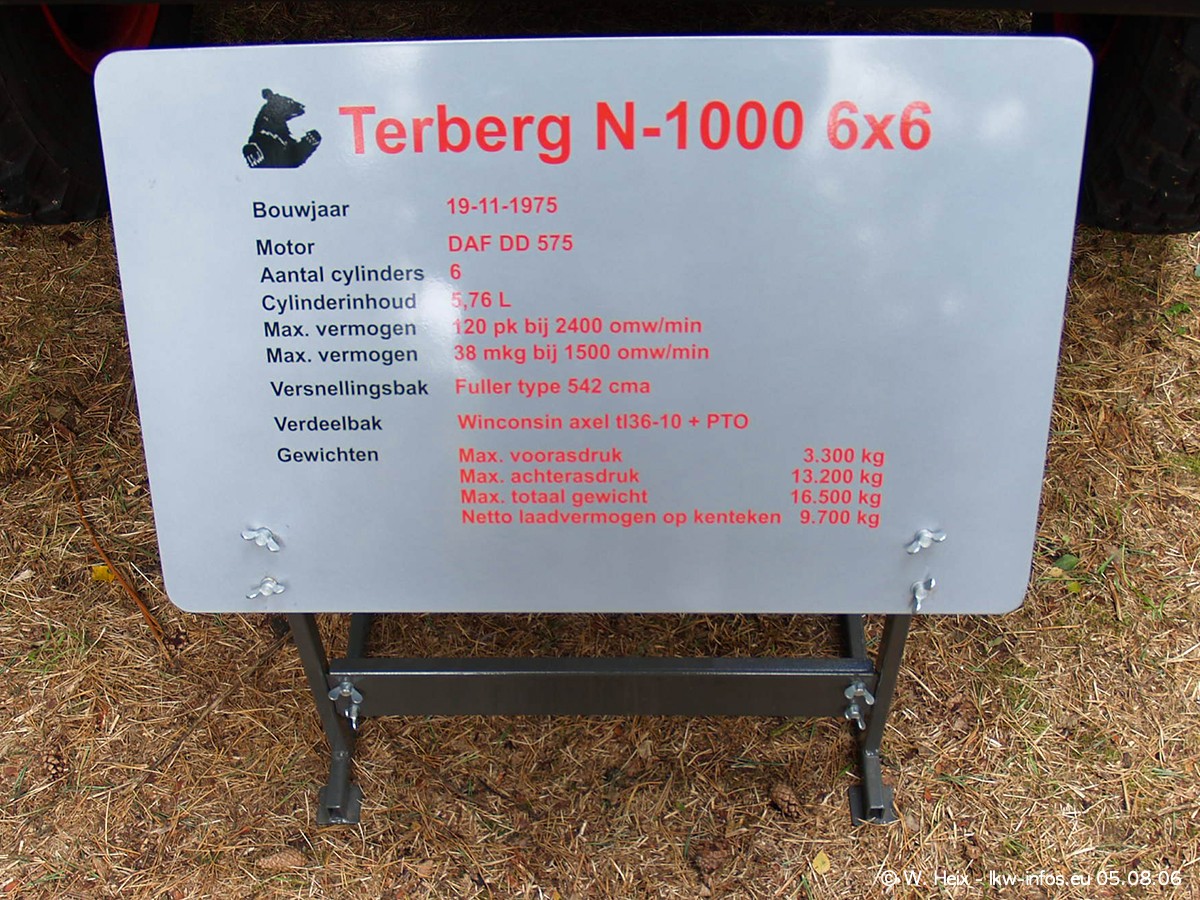 Terberg N-1000 6x6
Bouwjaar 19-11-1975
Motor DAF DD 575
Aantal cylinders 6
Cylinderinhoud 5,76 L
Max. vermogen 120 pk bij 2400 omw/min
Max. vermogen 38 mkg bij 1500 omw/min
Versnellingsbak Fuller type 542 cma
Verdeelbak Winconsin axel tl36-10 + PTO
Gewichten Max. voorasdruk 3.300 kg
Max. achterasdruk 13.200 kg
Max. totaal gewicht 16.500 kg
Netto laadvermogen op kenteken 9.700 kg
© W. Heix - lkw-infos.eu 05.08.06